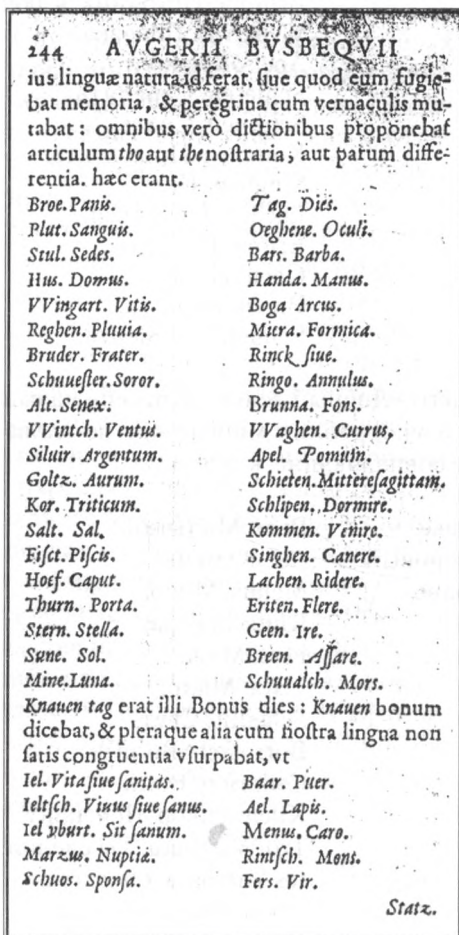 244 AVGERII BVSBEQVII
ius linguæ natura id ferat, ſiue quod eum fugie-
bat memoria, & peregrina cum vernaculis mu-
tabat : omnibus verò dictionibus proponebat
articulum tho aut the noſtraria, aut parum diffe-
rentia. hæc erant.
Broe. Panis.
Plut. Sanguis.
Stul. Sedes.
Hus. Domus.
VVingart. Vitis.
Reghen. Pluuia.
Bruder. Frater.
Schuueſter. Soror.
Alt. Senex.
VVintch. Ventus.
Siluir. Argentum.
Goltz. Aurum.
Kor. Triticum.
Salt. Sal.
Fiſct. Piſcis.
Hoef. Caput.
Thurn. Porta.
Stern. Stella.
Sune. Sol.
Mine. Luna.
Tag. Dies.
Oeghene. Oculi.
Bars. Barba.
Handa. Manus.
Boga Arcus.
Miera. Formica.
Rinck ſiue.
Ringo. Annulus.
Brunna. Fons.
VVaghen. Currus,
Apel. Pomum.
Schieten. Mittere ſagittam.
Schlipen. Dormire.
Kommen. Venire.
Singhen. Canere.
Lachen. Ridere.
Eriten. Flere.
Geen. Ire.
Breen. Aſſare.
Schuualch. Mors.
Knauen tag erat illi Bonus dies : Knauen bonum
dicebat, & pleraque alia cum noſtra lingua non
ſatis congruentia vſurpabat, vt
Iel. Vita ſiue ſanitas.
Ieltſch. Viuus ſiue ſanus.
Iel yburt. Sit ſanum.
Marzus. Nuptiæ.
Schuos. Sponſa.
Baar. Puer.
Ael. Lapis.
Menus. Caro.
Rintſch. Mons.
Fers. Vir.
Statz.